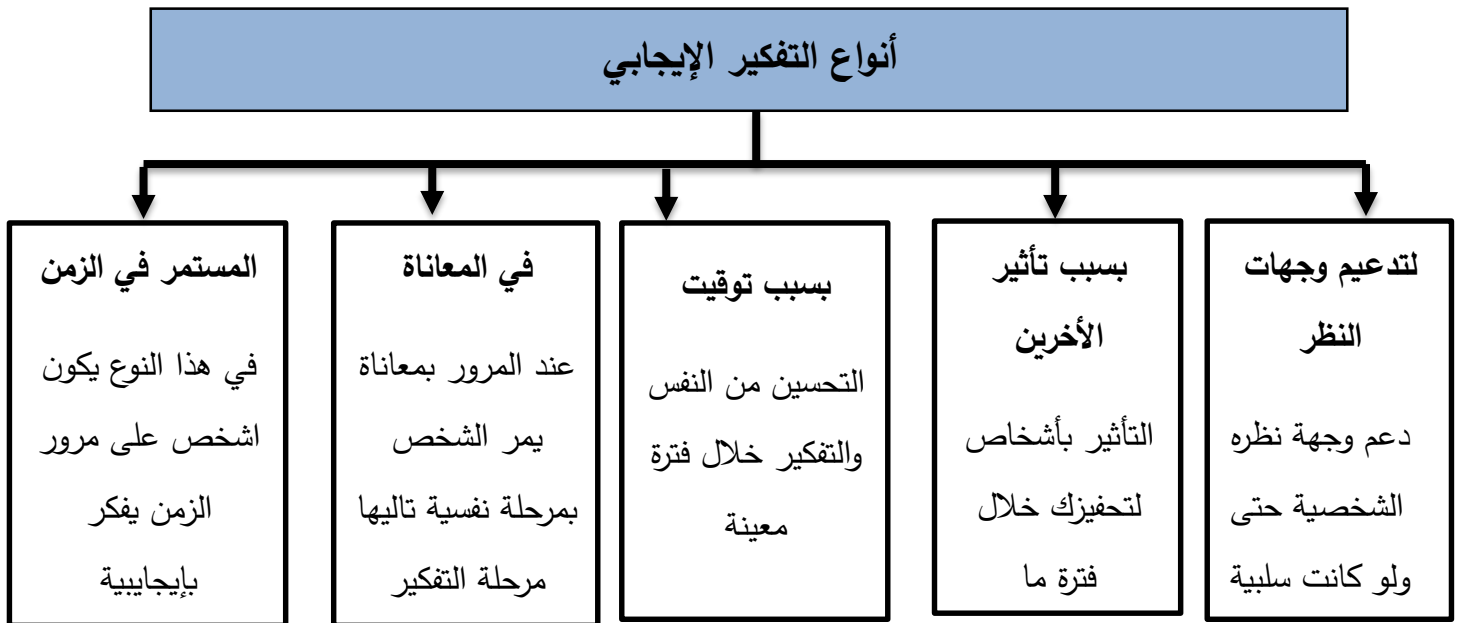 أنواع التفكير الإيجابي
لتدعيم وجهات
النظر
دعم وجهة نظره
الشخصية حتى
ولو كانت سلبية
بسبب تأثير
الأخرين
التأثير بأشخاص
لتحفيزك خلال
فترة ما
بسبب توقيت
التحسين من النفس
والتفكير خلال فترة
معينة
في المعاناة
عند المرور بمعاناة
يمر الشخص
بمرحلة نفسية تاليها
مرحلة التفكير
المستمر في الزمن
في هذا النوع يكون
اشخص على مرور
الزمن يفكر
بإيجايبية